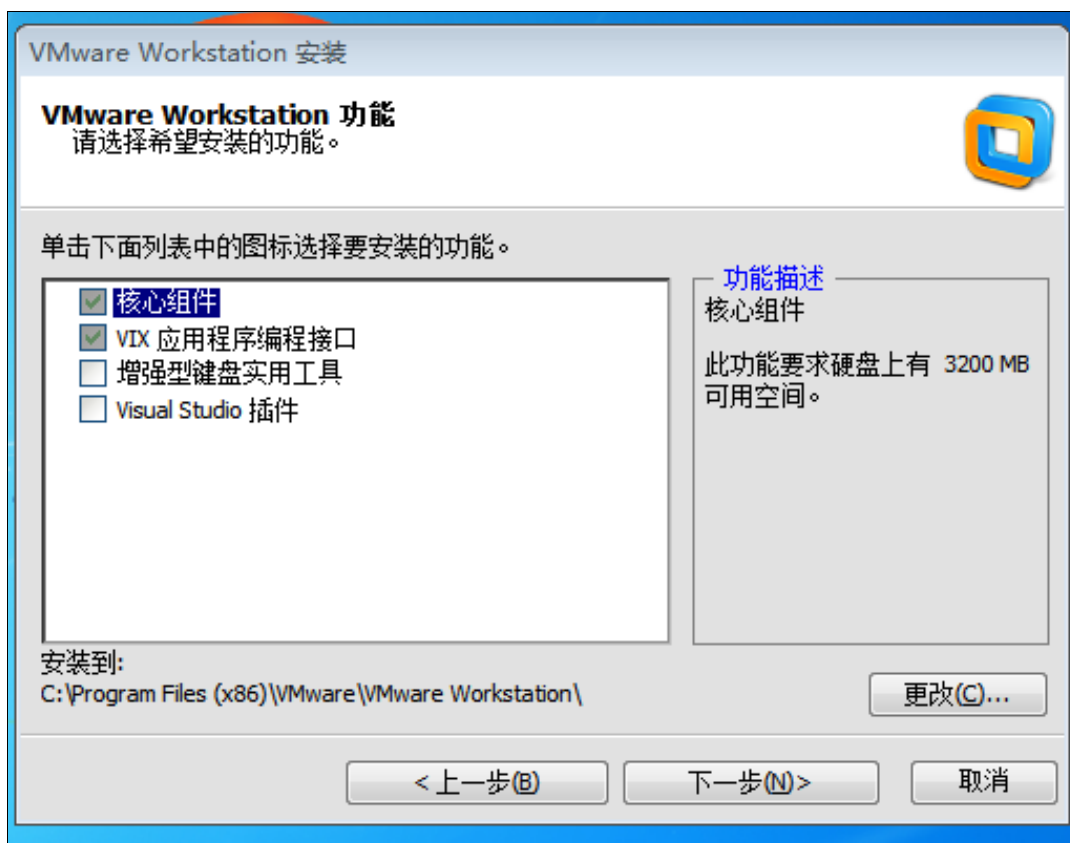 VMware Workstation 安装
VMware Workstation 功能
请选择希望安装的功能。
单击下面列表中的图标选择要安装的功能。
核心组件
VIX 应用程序编程接口
增强型键盘实用工具
Visual Studio 插件
功能描述
核心组件
此功能要求硬盘上有 3200 MB
可用空间。
安装到:
C:\Program Files (x86)\VMware\VMware Workstation\
更改(C)...
<上一步(B)
下一步(N)>
取消